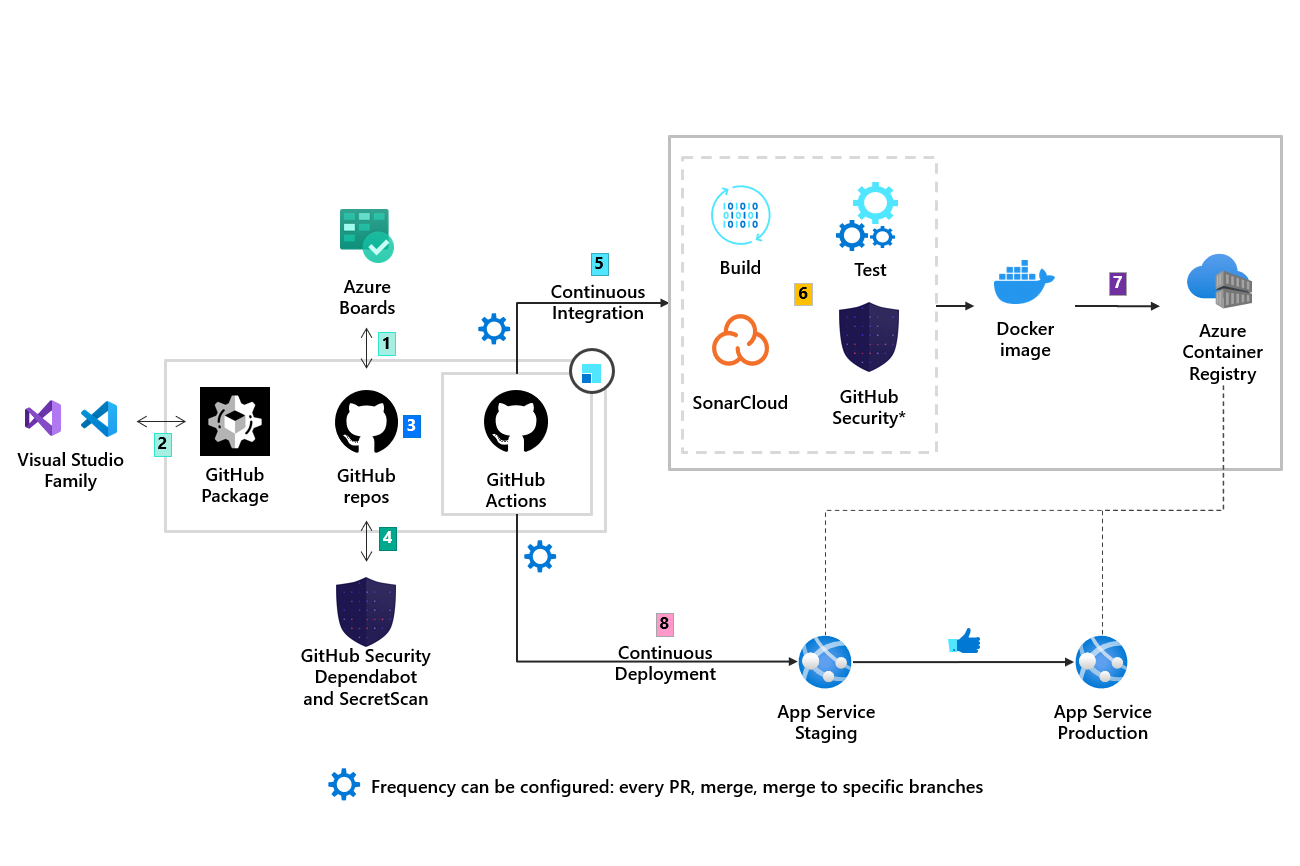 Azure
Boards
1
Visual Studio
Family
2
GitHub
Package
GitHub
repos
3
GitHub
Actions
4
GitHub Security
Dependabot
and SecretScan
5
Continuous
Integration
Build
Test
6
SonarCloud
GitHub
Security*
Docker
image
7
Azure
Container
Registry
8
Continuous
Deployment
App Service
Staging
App Service
Production
Frequency can be configured: every PR, merge, merge to specific branches